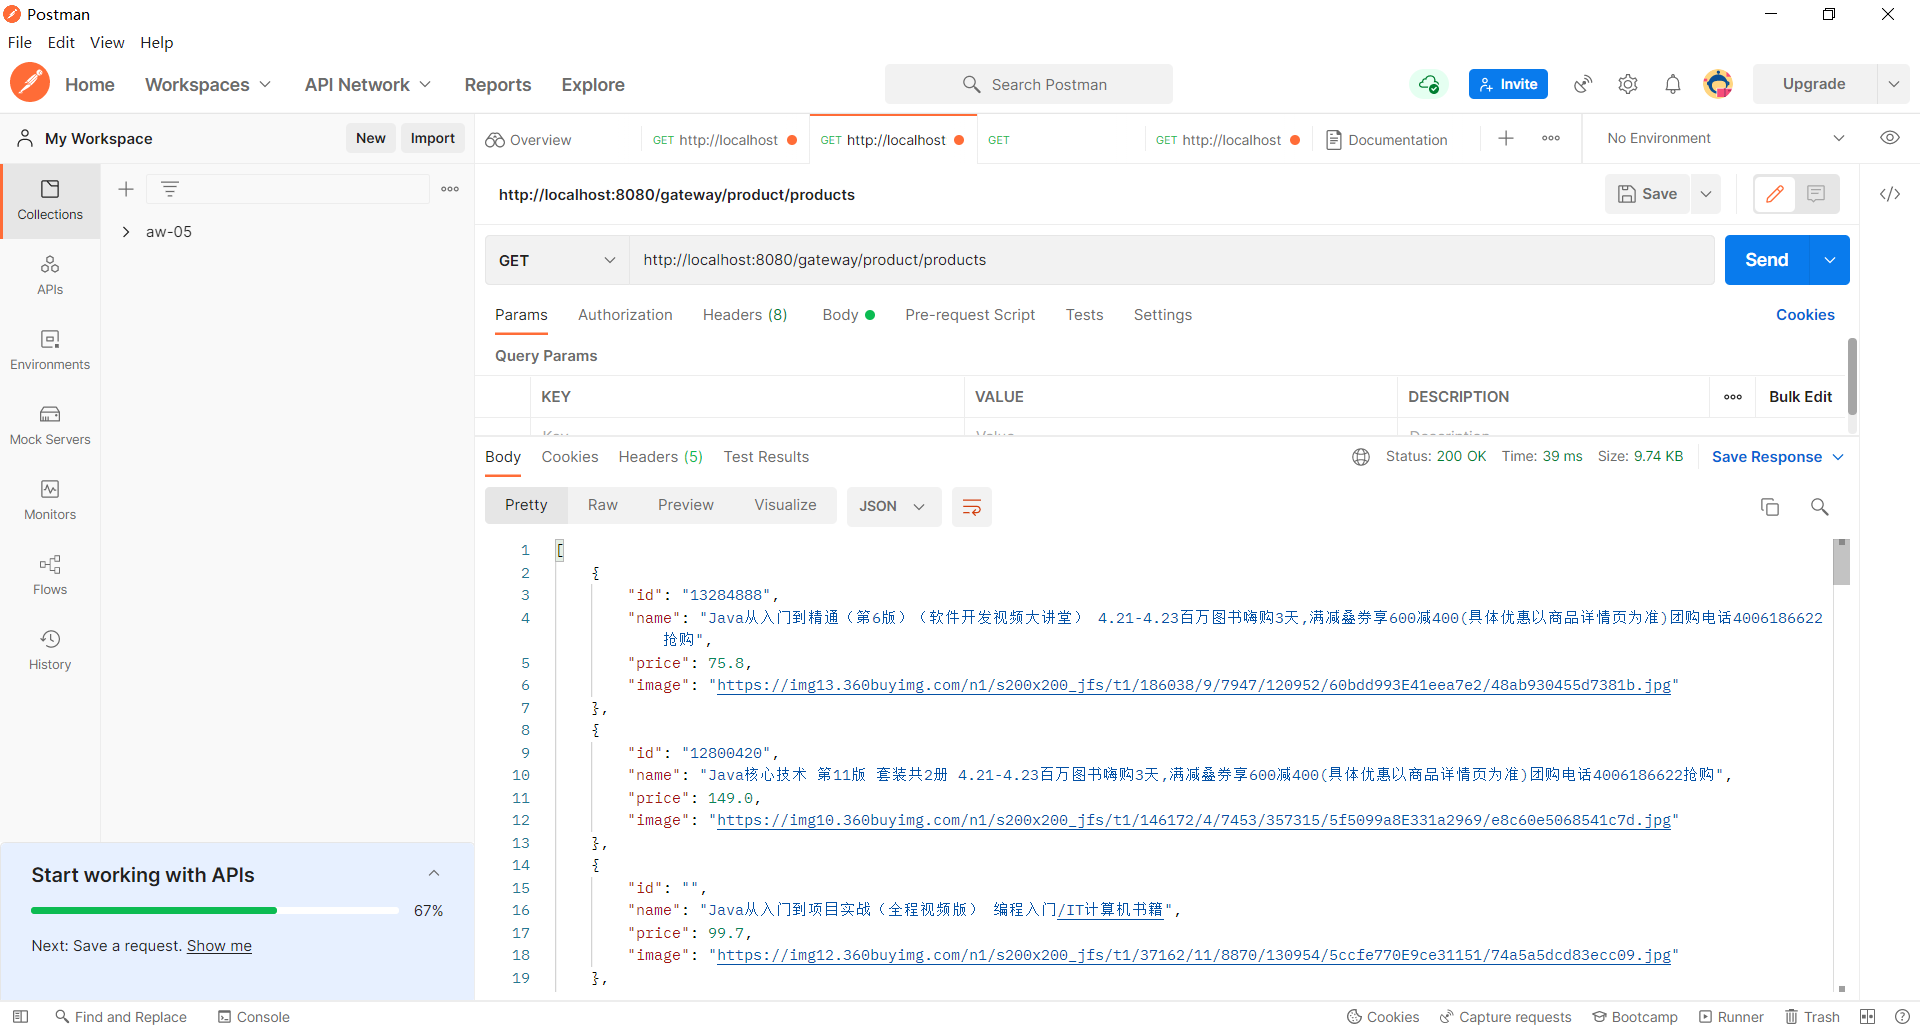 Postman
File Edit View Help
Home Workspaces API Network Reports Explore Search Postman Invite Upgrade
My Workspace New Import Overview GET http://localhost GET http://localhost GET GET http://localhost Documentation No Environment
Collections
APIs
Environments
Mock Servers
Monitors
Flows
History
aw-05
http://localhost:8080/gateway/product/products Save
GET http://localhost:8080/gateway/product/products Send
Params Authorization Headers (8) Body Pre-request Script Tests Settings Cookies
Query Params
KEY VALUE DESCRIPTION Bulk Edit
Key Value Description
Body Cookies Headers (5) Test Results Status: 200 OK Time: 39 ms Size: 9.74 KB Save Response
Pretty Raw Preview Visualize JSON
1 [
2 {
3 "id": "13284888",
4 "name": "Java从入门到精通（第6版）（软件开发视频大讲堂） 4.21-4.23百万图书嗨购3天,满减叠券享600减400(具体优惠以商品详情页为准)团购电话4006186622
抢购",
5 "price": 75.8,
6 "image": "https://img13.360buyimg.com/n1/s200x200_jfs/t1/186038/9/7947/120952/60bdd993E41eea7e2/48ab930455d7381b.jpg"
7 },
8 {
9 "id": "12800420",
10 "name": "Java核心技术 第11版 套装共2册 4.21-4.23百万图书嗨购3天,满减叠券享600减400(具体优惠以商品详情页为准)团购电话4006186622抢购",
11 "price": 149.0,
12 "image": "https://img10.360buyimg.com/n1/s200x200_jfs/t1/146172/4/7453/357315/5f5099a8E331a2969/e8c60e5068541c7d.jpg"
13 },
14 {
15 "id": "",
16 "name": "Java从入门到项目实战（全程视频版） 编程入门/IT计算机书籍",
17 "price": 99.7,
18 "image": "https://img12.360buyimg.com/n1/s200x200_jfs/t1/37162/11/8870/130954/5ccfe770E9ce31151/74a5a5dcd83ecc09.jpg"
19 },
Start working with APIs
67%
Next: Save a request. Show me
Find and Replace Console Cookies Capture requests Bootcamp Runner Trash